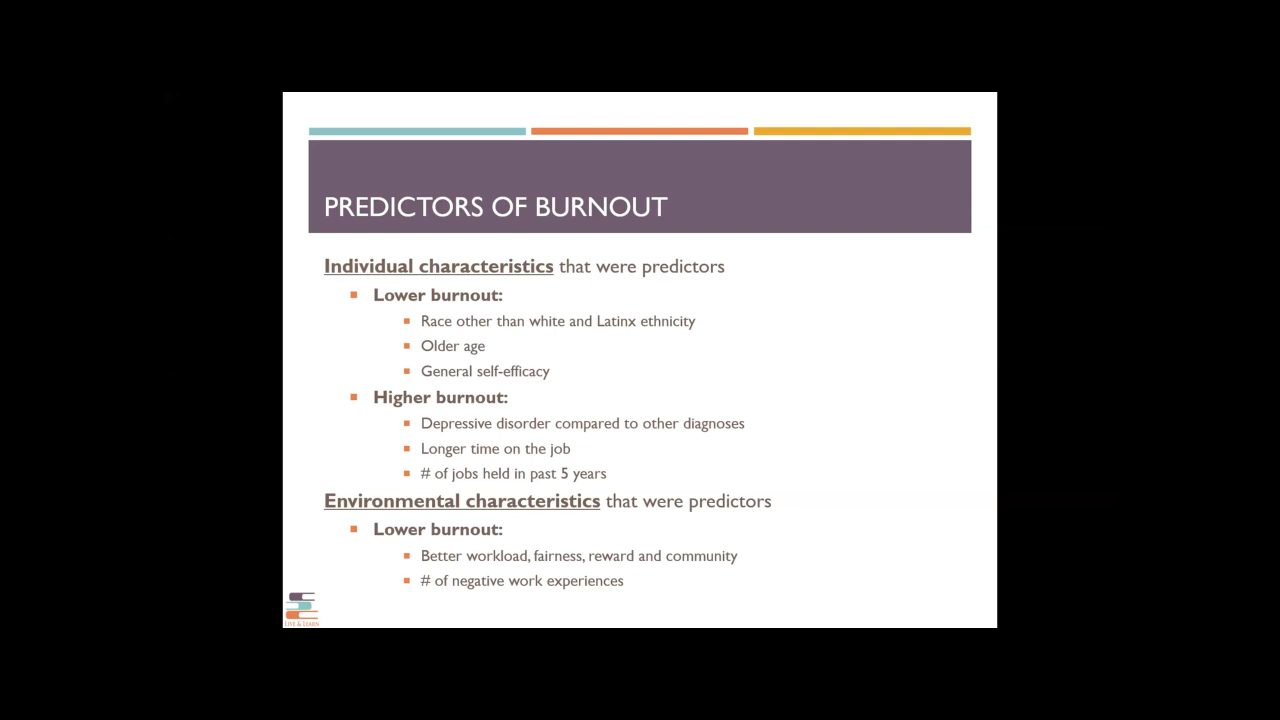 PREDICTORS OF BURNOUT
Individual characteristics that were predictors
Lower burnout:
Race other than white and Latinx ethnicity
Older age
General self-efficacy
Higher burnout:
Depressive disorder compared to other diagnoses
Longer time on the job
# of jobs held in past 5 years
Environmental characteristics that were predictors
Lower burnout:
Better workload, fairness, reward and community
# of negative work experiences
LIVE & LEARN